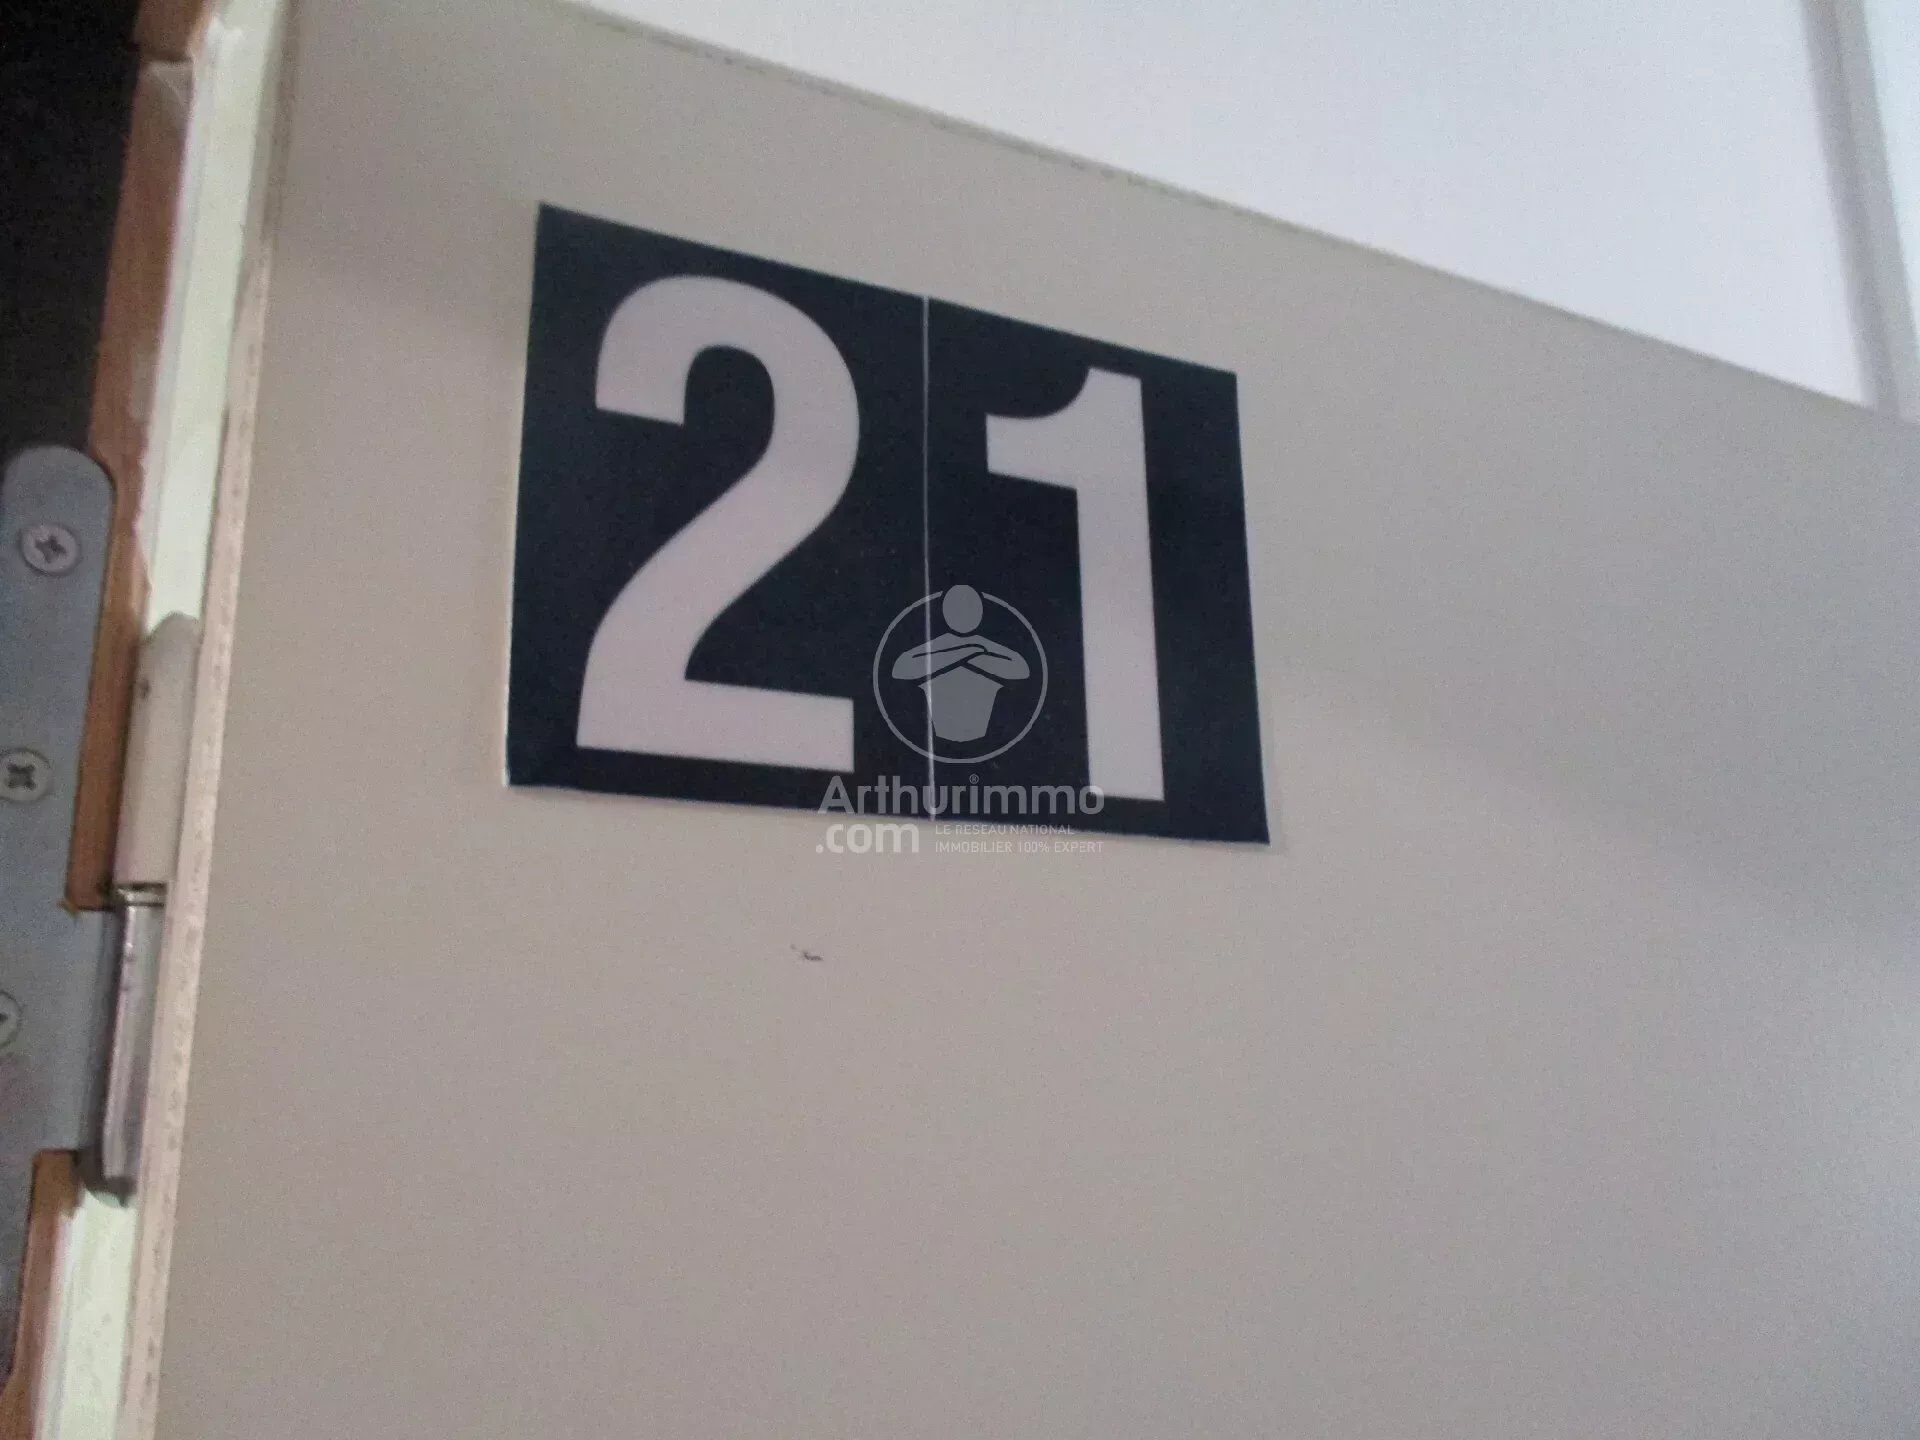 21
Arthurimmo®
.com LE RESEAU NATIONAL
IMMOBILIER 100% EXPERT